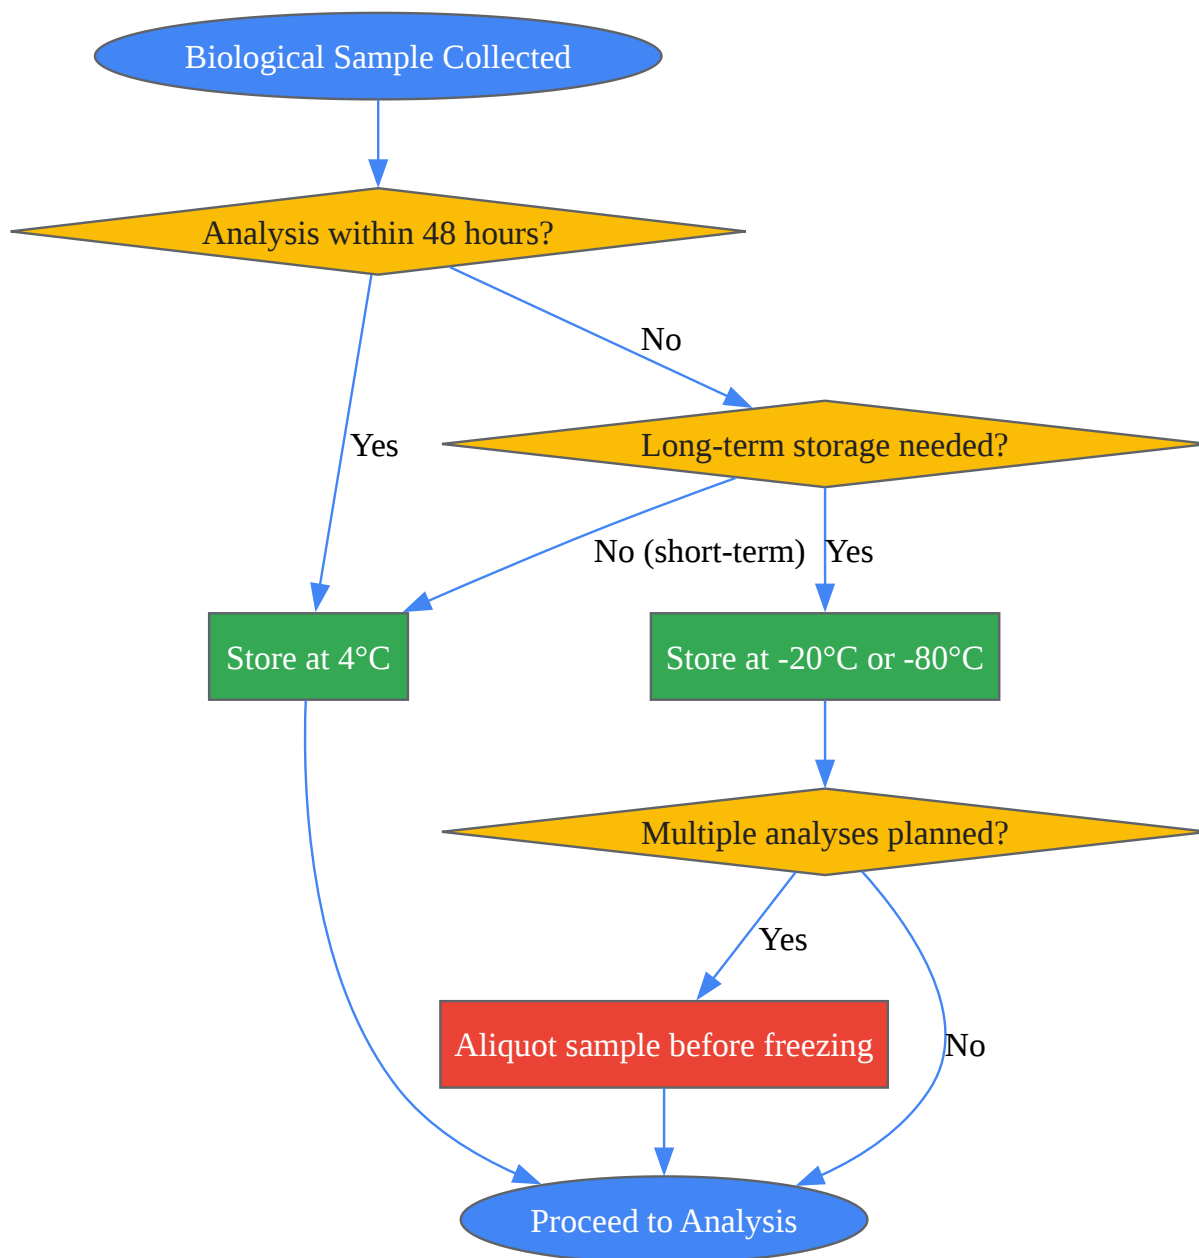 Biological Sample Collected
Analysis within 48 hours?
No
Yes
Long-term storage needed?
No (short-term)
Yes
Store at 4°C
Store at -20°C or -80°C
Multiple analyses planned?
Yes
Aliquot sample before freezing
No
Proceed to Analysis